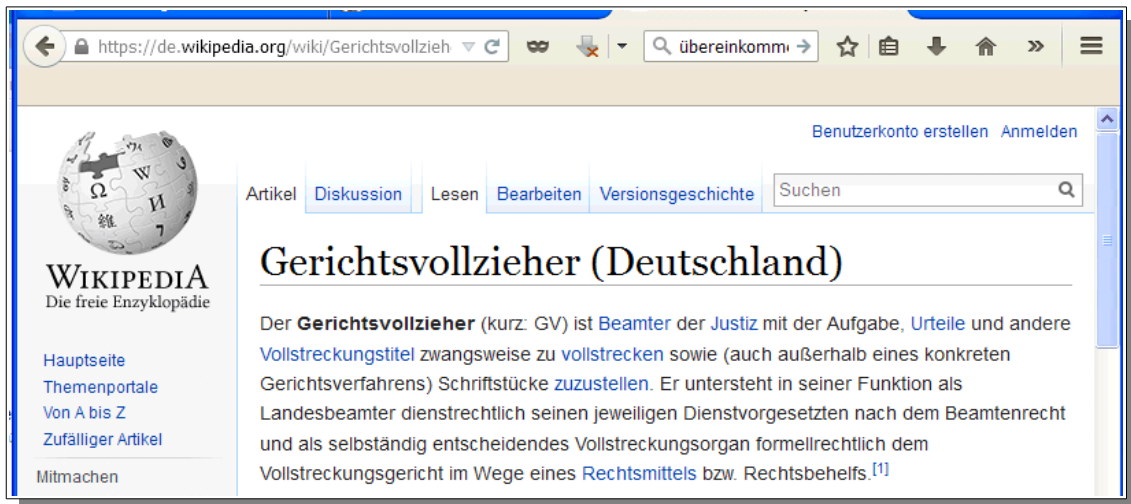 https://de.wikipedia.org/wiki/Gerichtsvollzieh
übereinkomm
Benutzerkonto erstellen Anmelden
Artikel Diskussion Lesen Bearbeiten Versionsgeschichte Suchen
Ω W И 維 7
WIKIPEDIA
Die freie Enzyklopädie
Hauptseite
Themenportale
Von A bis Z
Zufälliger Artikel
Mitmachen
Gerichtsvollzieher (Deutschland)
Der Gerichtsvollzieher (kurz: GV) ist Beamter der Justiz mit der Aufgabe, Urteile und andere
Vollstreckungstitel zwangsweise zu vollstrecken sowie (auch außerhalb eines konkreten
Gerichtsverfahrens) Schriftstücke zuzustellen. Er untersteht in seiner Funktion als
Landesbeamter dienstrechtlich seinen jeweiligen Dienstvorgesetzten nach dem Beamtenrecht
und als selbständig entscheidendes Vollstreckungsorgan formellrechtlich dem
Vollstreckungsgericht im Wege eines Rechtsmittels bzw. Rechtsbehelfs.[1]